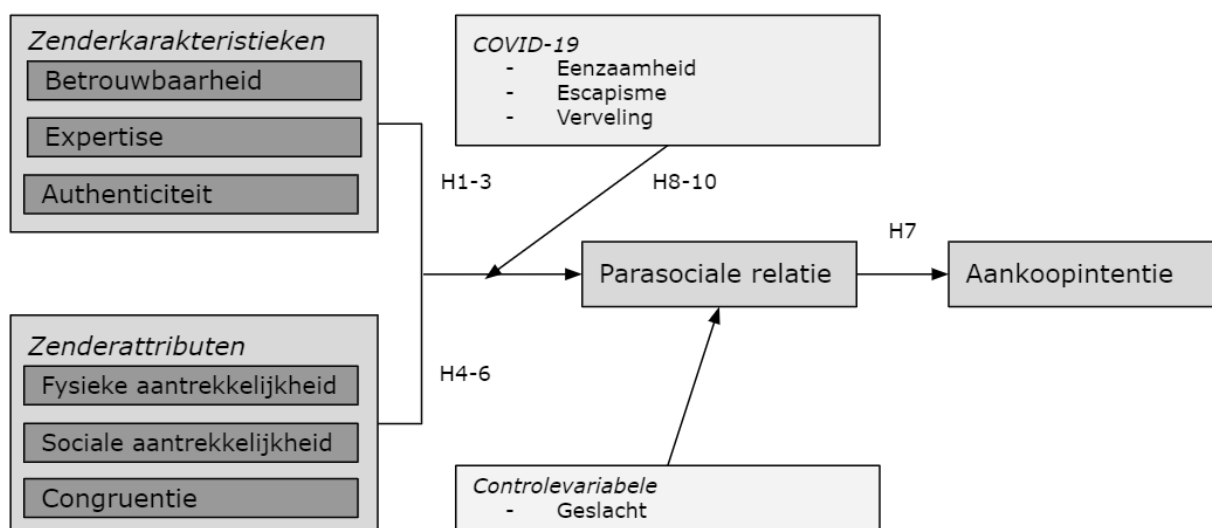 Zenderkarakteristieken
Betrouwbaarheid
Expertise
Authenticiteit
COVID-19
- Eenzaamheid
- Escapisme
- Verveling
H1-3
H8-10
Parasociale relatie
H7
Aankoopintentie
Zenderattributen
Fysieke aantrekkelijkheid
Sociale aantrekkelijkheid
Congruentie
H4-6
Controlevariabele
- Geslacht